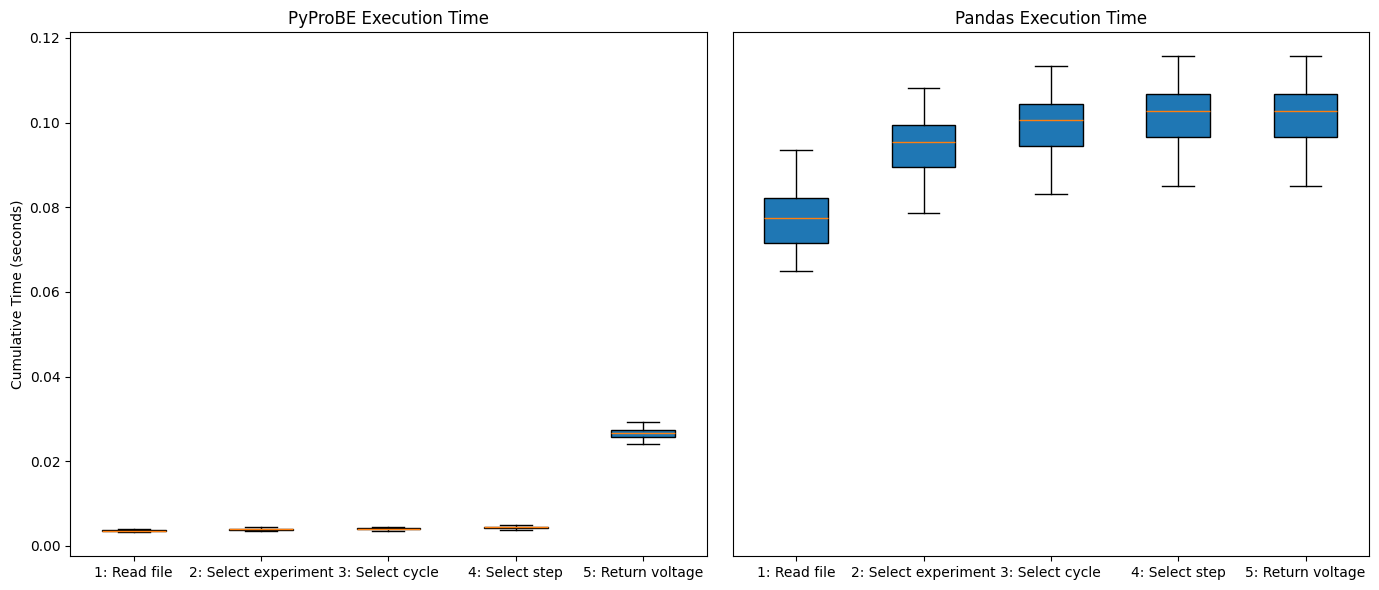 PyProBE Execution Time
Pandas Execution Time
Cumulative Time (seconds)
0.12
0.10
0.08
0.06
0.04
0.02
0.00
1: Read file
2: Select experiment
3: Select cycle
4: Select step
5: Return voltage
1: Read file
2: Select experiment
3: Select cycle
4: Select step
5: Return voltage